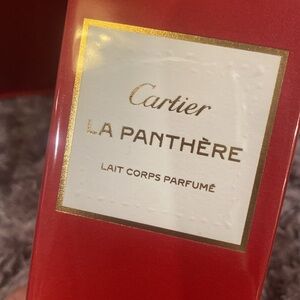 Cartier
LA PANTHÈRE
LAIT CORPS PARFUMÉ